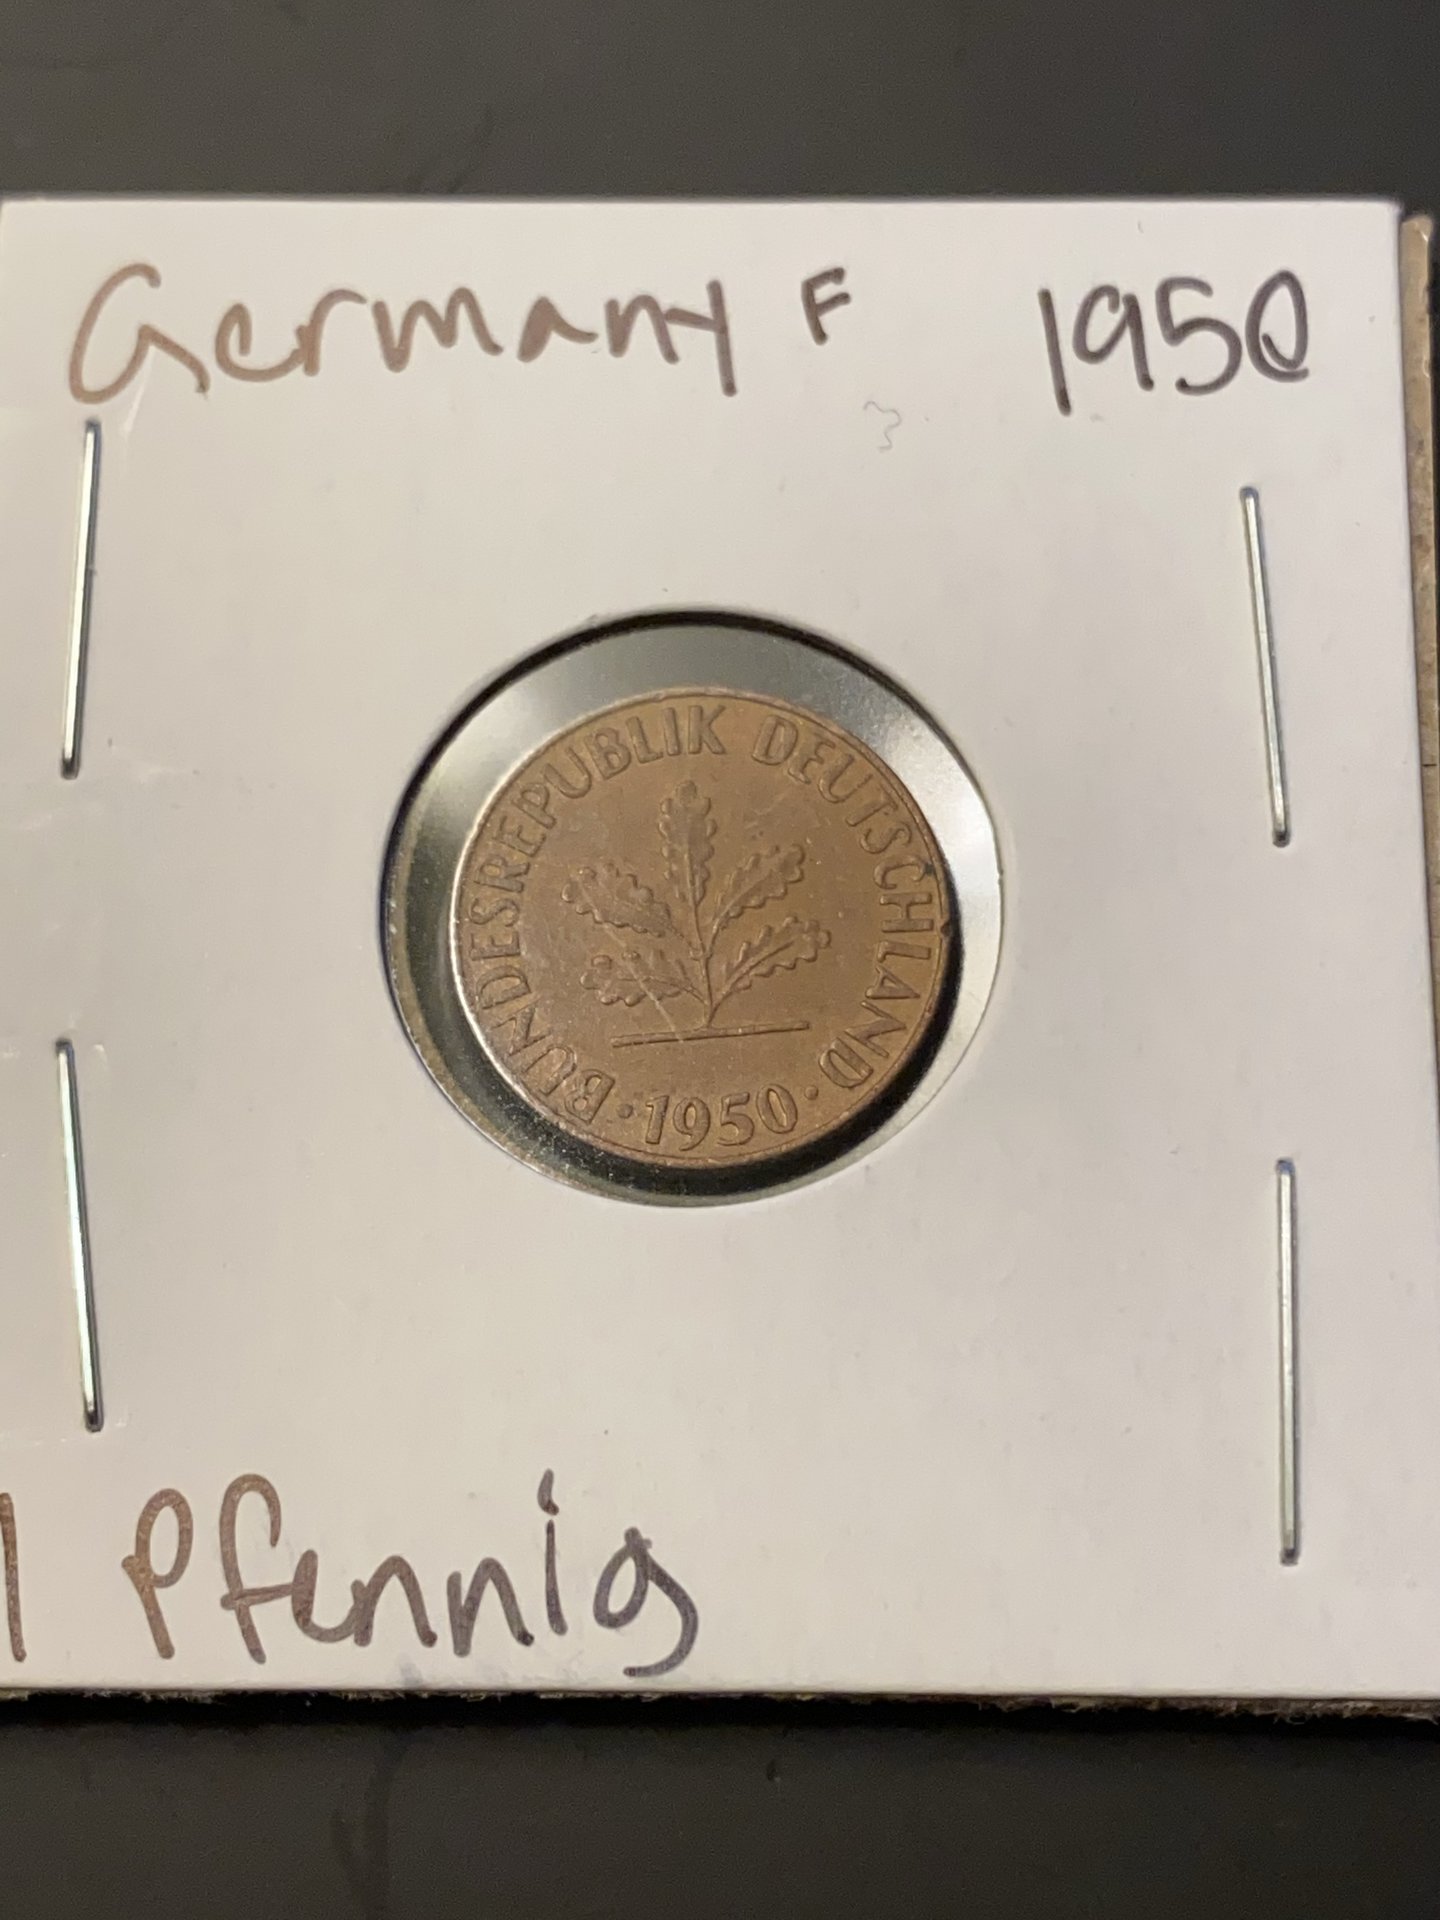 Germany F 1950
BUNDESREPUBLIK DEUTSCHLAND
· 1950 ·
1 Pfennig